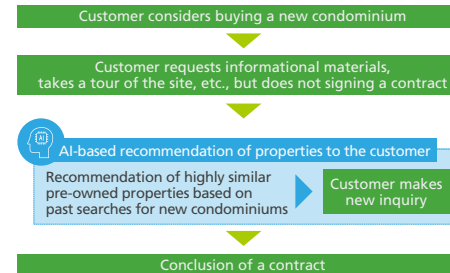 Customer considers buying a new condominium
Customer requests informational materials,
takes a tour of the site, etc., but does not signing a contract
AI
AI-based recommendation of properties to the customer
Recommendation of highly similar
pre-owned properties based on
past searches for new condominiums
Customer makes
new inquiry
Conclusion of a contract